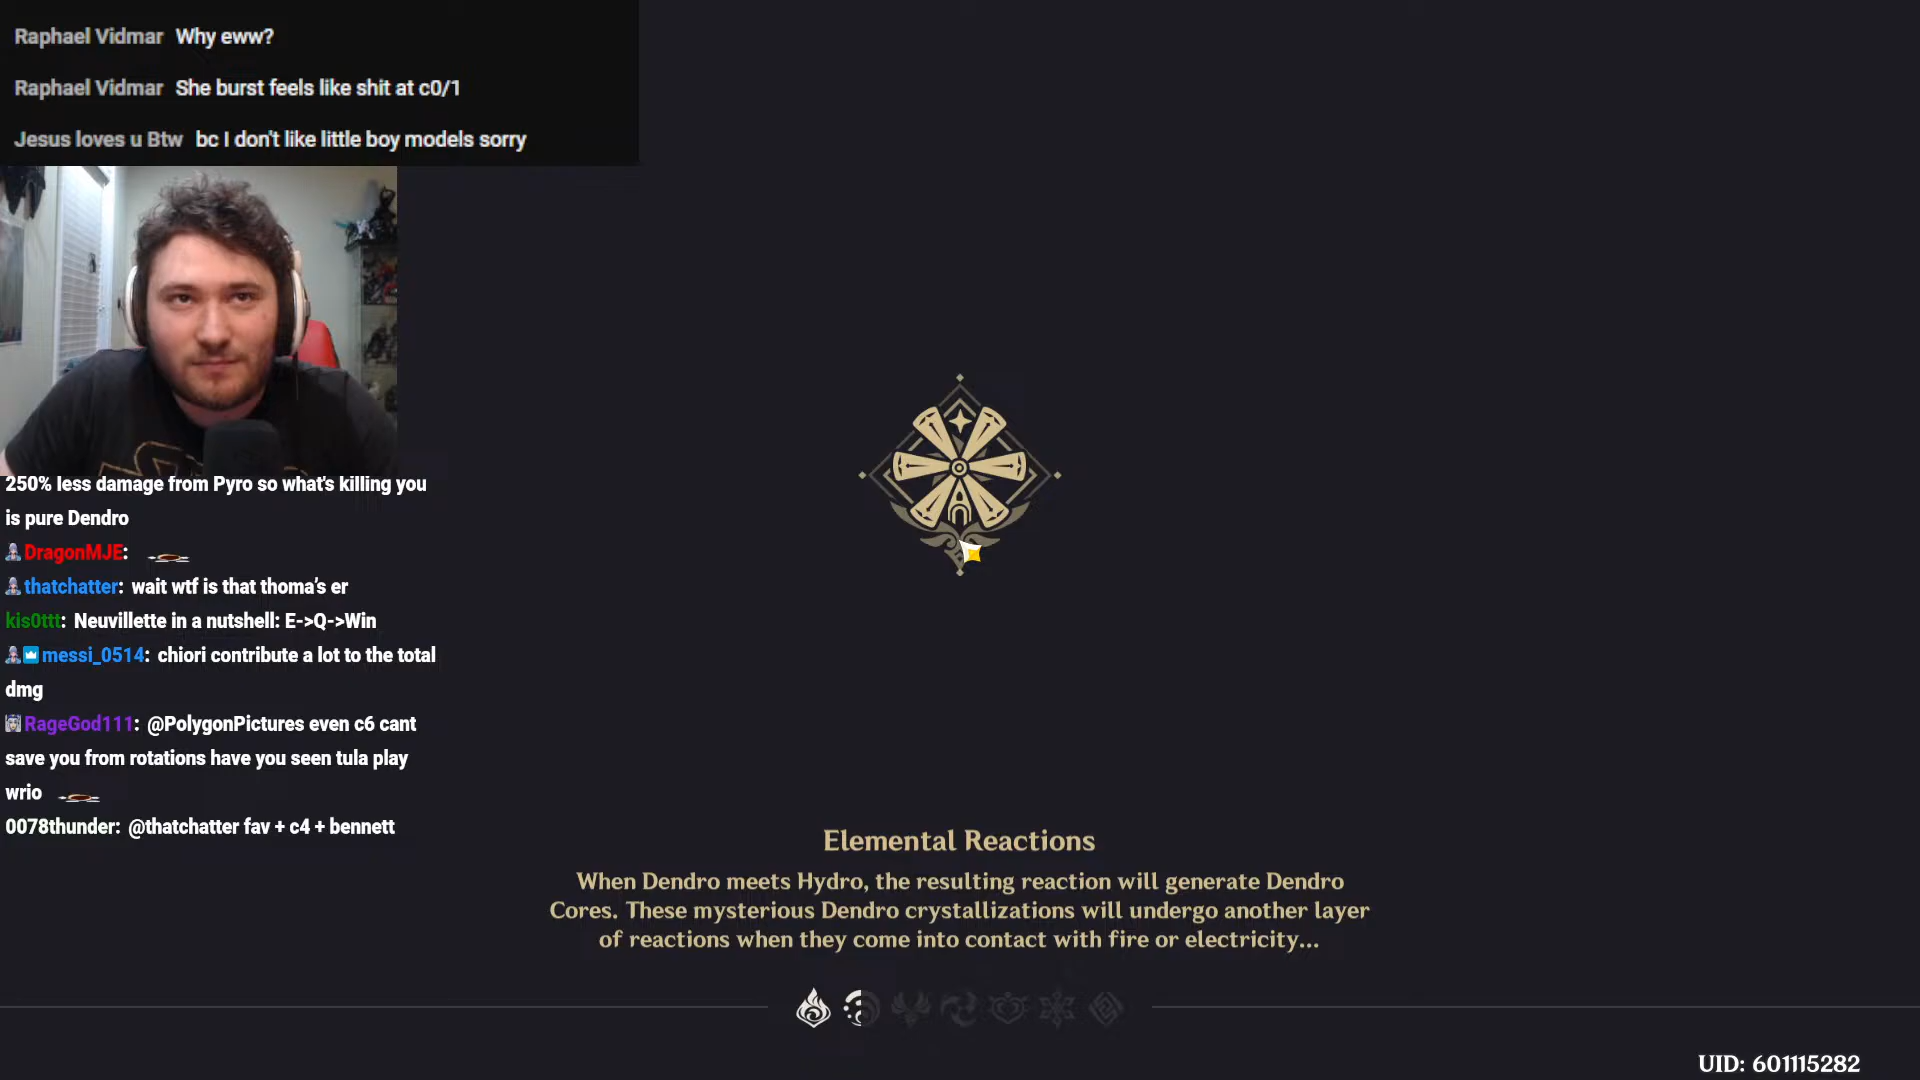 Raphael Vidmar Why eww?
Raphael Vidmar She burst feels like shit at c0/1
Jesus loves u Btw bc I don't like little boy models sorry
250% less damage from Pyro so what's killing you
is pure Dendro
DragonMJE:
thatchatter: wait wtf is that thoma's er
kis0ttt: Neuvillette in a nutshell: E->Q->Win
messi_0514: chiori contribute a lot to the total
dmg
RageGod111: @PolygonPictures even c6 cant
save you from rotations have you seen tula play
wrio
0078thunder: @thatchatter fav + c4 + bennett
Elemental Reactions
When Dendro meets Hydro, the resulting reaction will generate Dendro
Cores. These mysterious Dendro crystallizations will undergo another layer
of reactions when they come into contact with fire or electricity...
UID: 601115282